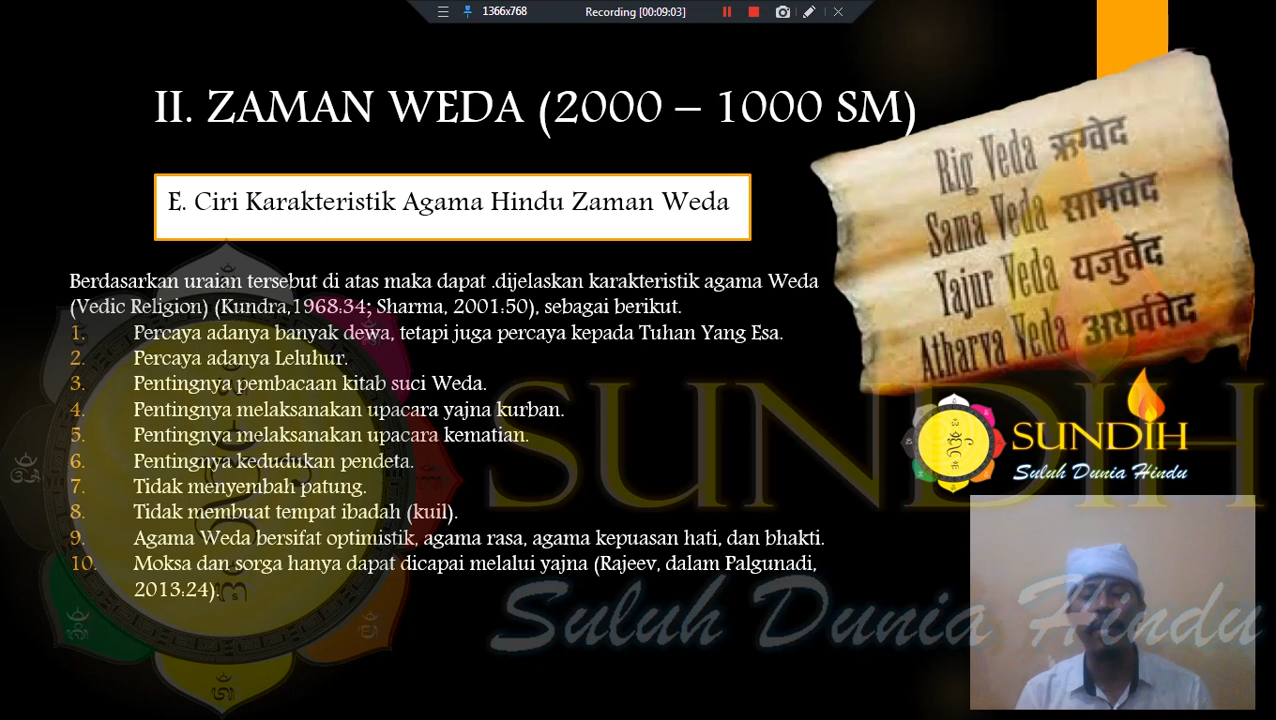 1366x768
Recording [00:09:03]
II. ZAMAN WEDA (2000 – 1000 SM)
E. Ciri Karakteristik Agama Hindu Zaman Weda
Rig Veda ऋग्वेद
Sama Veda सामवेद
Yajur Veda यजुर्वेद
Atharva Veda अथर्ववेद
Berdasarkan uraian tersebut di atas maka dapat .dijelaskan karakteristik agama Weda
(Vedic Religion) (Kundra,1968:34; Sharma, 2001:50), sebagai berikut.
1. Percaya adanya banyak dewa, tetapi juga percaya kepada Tuhan Yang Esa.
2. Percaya adanya Leluhur.
3. Pentingnya pembacaan kitab suci Weda.
4. Pentingnya melaksanakan upacara yajna kurban.
5. Pentingnya melaksanakan upacara kematian.
6. Pentingnya kedudukan pendeta.
7. Tidak menyembah patung.
8. Tidak membuat tempat ibadah (kuil).
9. Agama Weda bersifat optimistik, agama rasa, agama kepuasan hati, dan bhakti.
10. Moksa dan sorga hanya dapat dicapai melalui yajna (Rajeev, dalam Palgunadi,
2013:24).
SUNDIH
Suluh Dunia Hindu
SUNDIH
Suluh Dunia Hindu